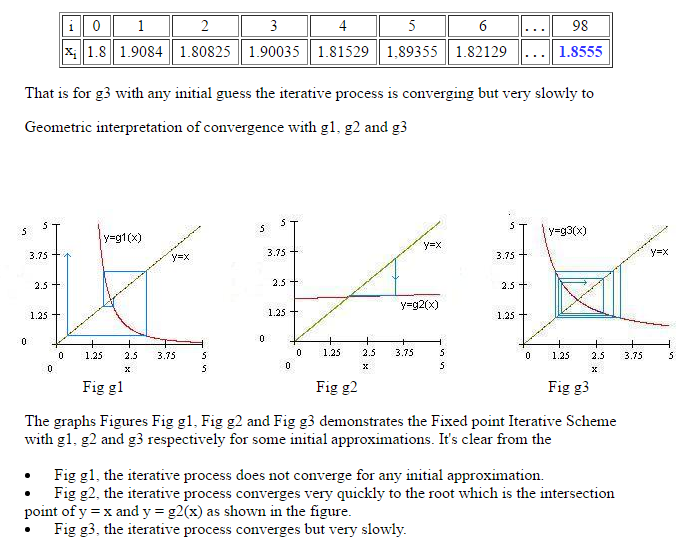 i 0 1 2 3 4 5 6 ... 98
xi 1.8 1.9084 1.80825 1.90035 1.81529 1,89355 1.82129 ... 1.8555
That is for g3 with any initial guess the iterative process is converging but very slowly to
Geometric interpretation of convergence with g1, g2 and g3
5
5
3.75
2.5
1.25
0
y=g1(x)
y=x
0 1.25 2.5 3.75 5
0 x 5
Fig g1
5
5
3.75
2.5
1.25
0
y=x
y=g2(x)
0 1.25 2.5 3.75 5
0 x 5
Fig g2
5
3.75
2.5
1.25
y=g3(x)
y=x
0 1.25 2.5 3.75 5
x
Fig g3
The graphs Figures Fig g1, Fig g2 and Fig g3 demonstrates the Fixed point Iterative Scheme
with g1, g2 and g3 respectively for some initial approximations. It's clear from the
• Fig g1, the iterative process does not converge for any initial approximation.
• Fig g2, the iterative process converges very quickly to the root which is the intersection
point of y = x and y = g2(x) as shown in the figure.
• Fig g3, the iterative process converges but very slowly.